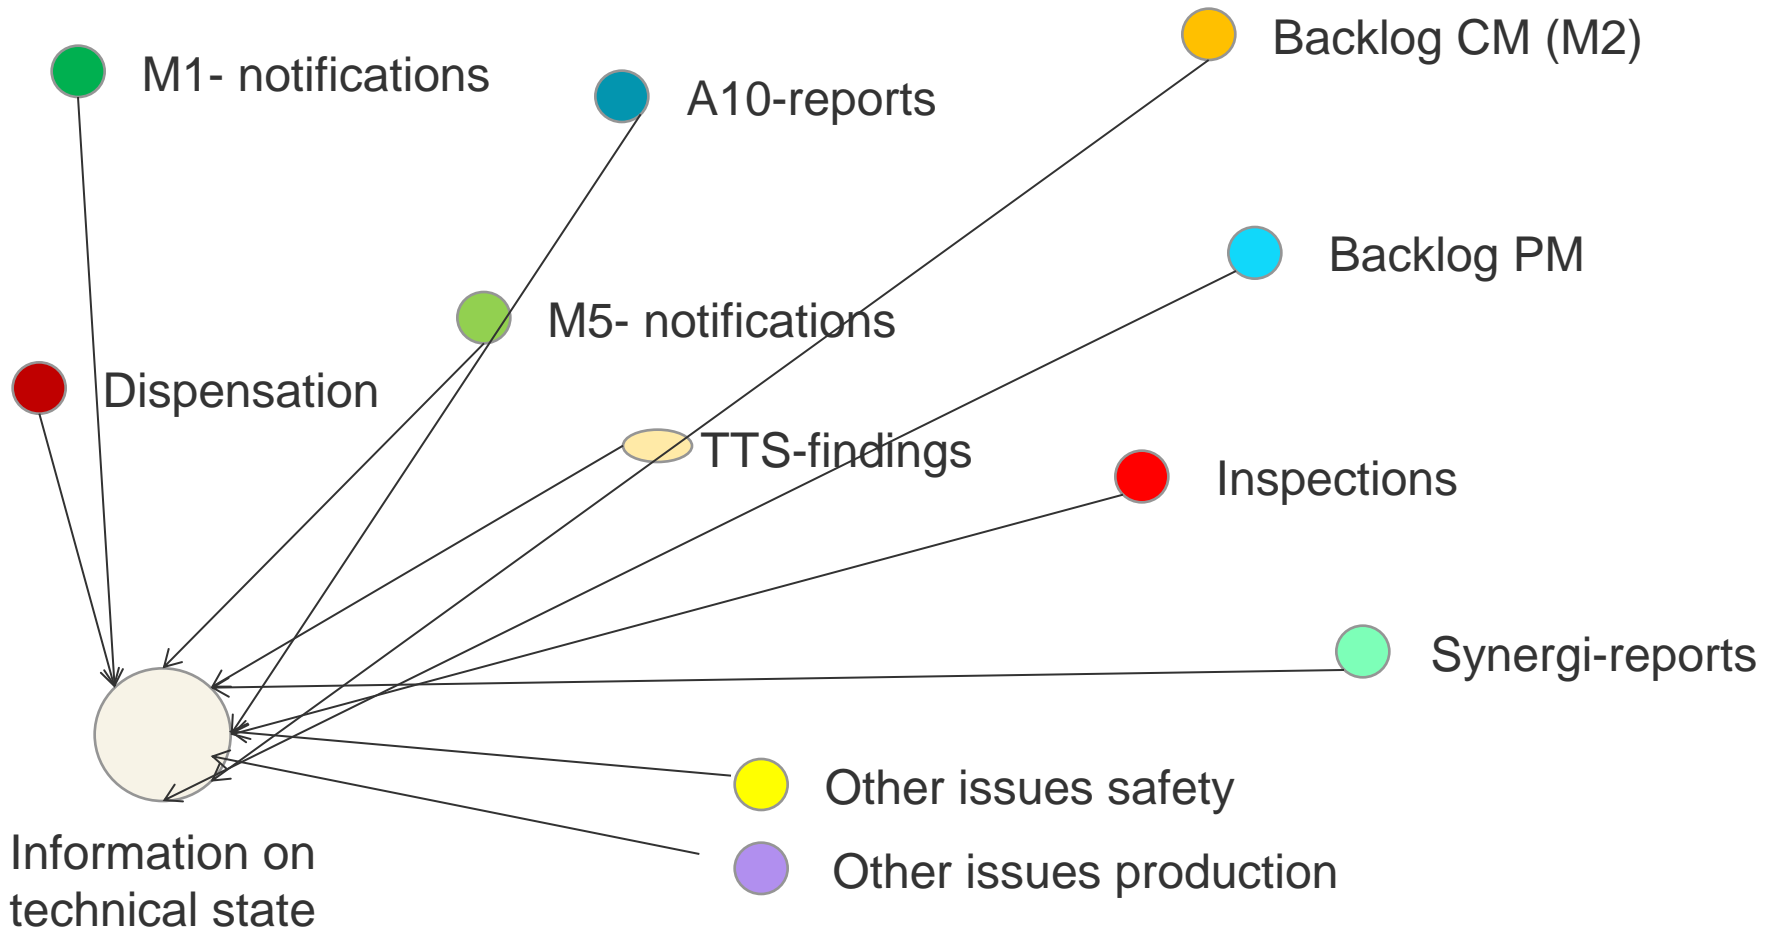 Backlog CM (M2)
M1- notifications
A10-reports
Backlog PM
M5- notifications
Dispensation
TTS-findings
Inspections
Synergi-reports
Other issues safety
Information on
technical state
Other issues production